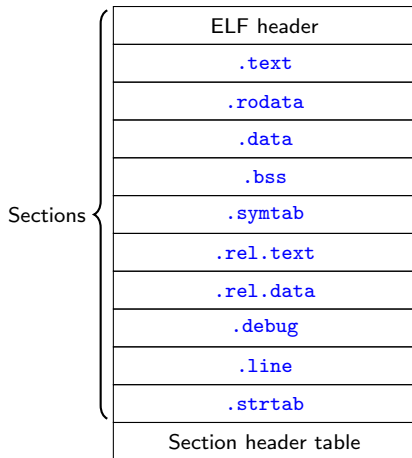 ELF header
.text
.rodata
.data
.bss
Sections
.symtab
.rel.text
.rel.data
.debug
.line
.strtab
Section header table